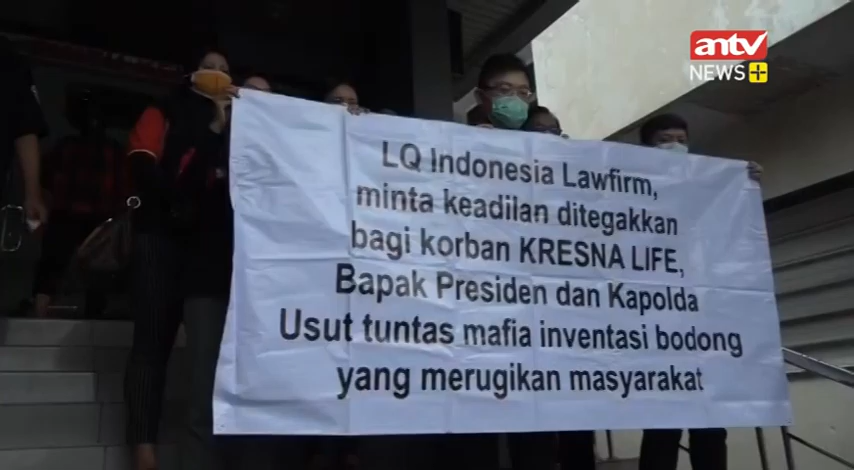 antv
NEWS+
LQ Indonesia Lawfirm,
minta keadilan ditegakkan
bagi korban KRESNA LIFE,
Bapak Presiden dan Kapolda
Usut tuntas mafia inventasi bodong
yang merugikan masyarakat